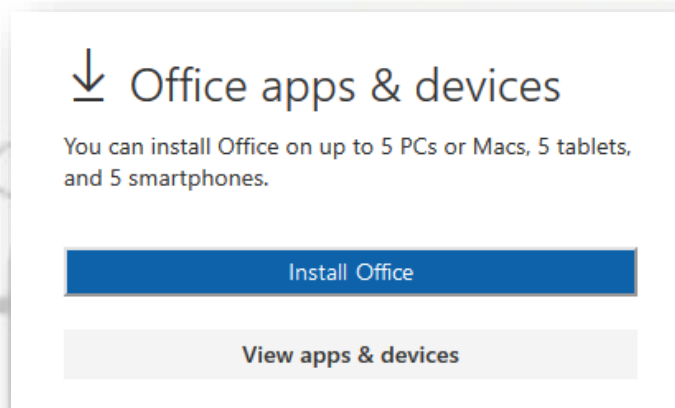 Office apps & devices
You can install Office on up to 5 PCs or Macs, 5 tablets,
and 5 smartphones.
Install Office
View apps & devices